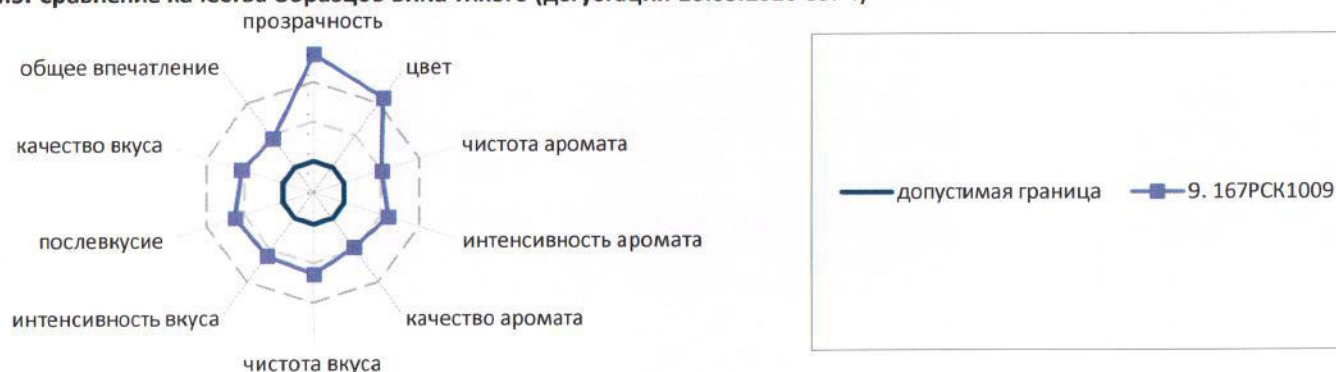 прозрачность
общее впечатление
цвет
качество вкуса
чистота аромата
допустимая граница
9. 167РСК1009
послевкусие
интенсивность аромата
интенсивность вкуса
качество аромата
чистота вкуса